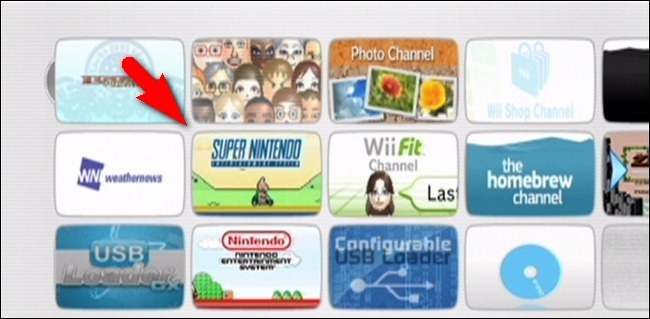 Photo Channel
Wii
Wii Shop Channel
WN weathernews
SUPER NINTENDO
ENTERTAINMENT SYSTEM
Wii Fit
Channel
Las
the
homebrew
channel
USB
Loader GX
Nintendo
NINTENDO
ENTERTAINMENT
SYSTEM
Configurable
USB Loader